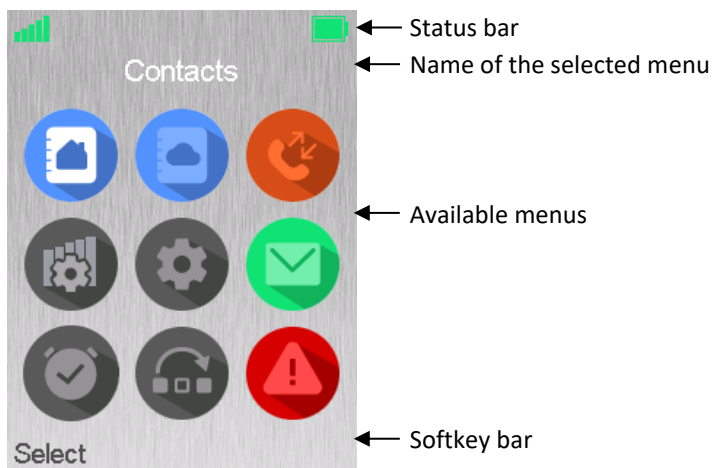 Status bar
Name of the selected menu
Contacts
Available menus
Softkey bar
Select